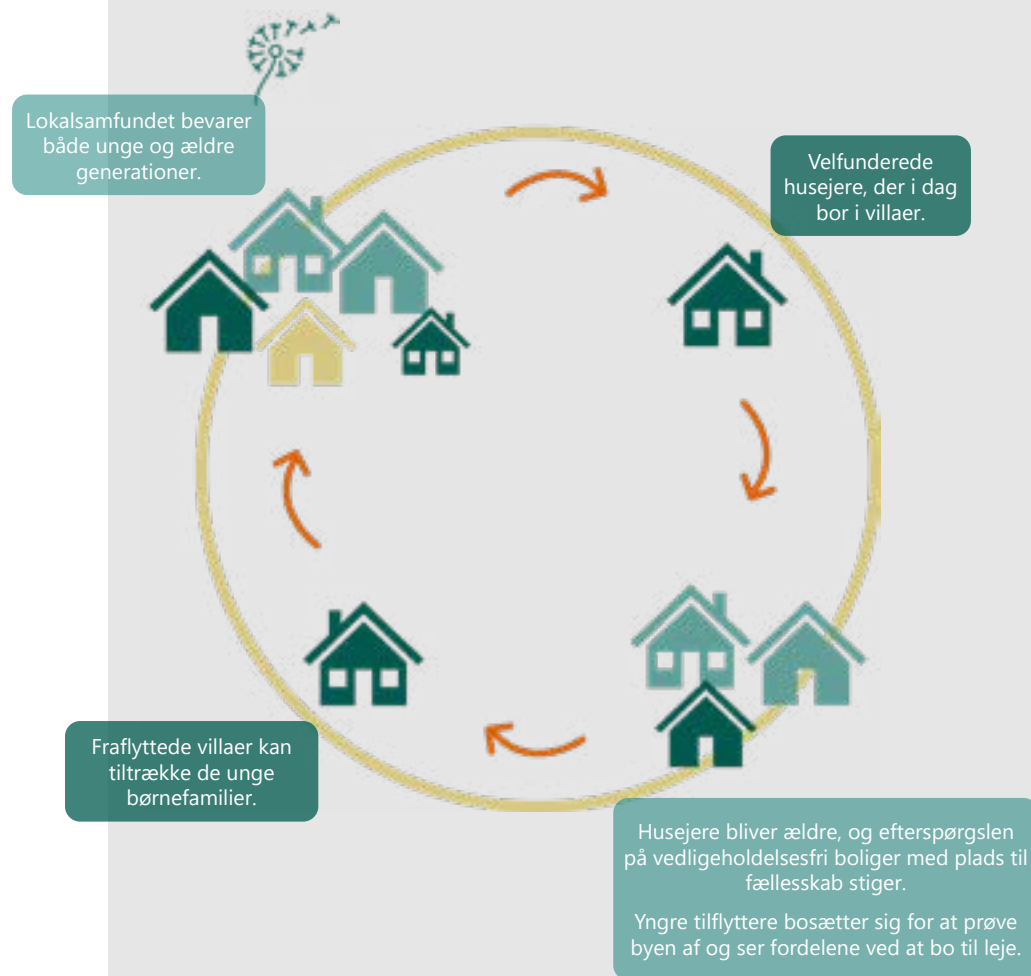 Lokalsamfundet bevarer
både unge og ældre
generationer.
Velfunderede
husejere, der i dag
bor i villaer.
Fraflyttede villaer kan
tiltrække de unge
børnefamilier.
Husejere bliver ældre, og efterspørgslen
på vedligeholdelsesfri boliger med plads til
fællesskab stiger.
Yngre tilflyttere bosætter sig for at prøve
byen af og ser fordelene ved at bo til leje.